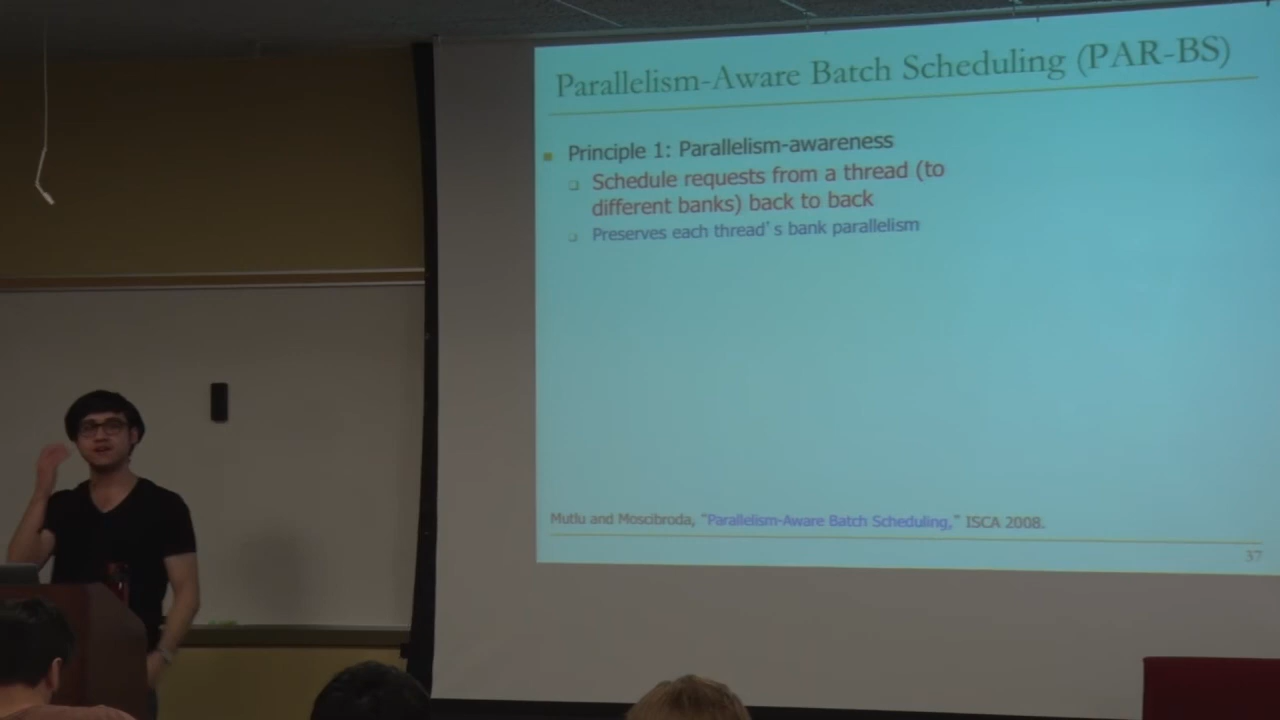 Parallelism-Aware Batch Scheduling (PAR-BS)
Principle 1: Parallelism-awareness
Schedule requests from a thread (to
different banks) back to back
Preserves each thread's bank parallelism
Mutlu and Moscibroda, "Parallelism-Aware Batch Scheduling," ISCA 2008.
37